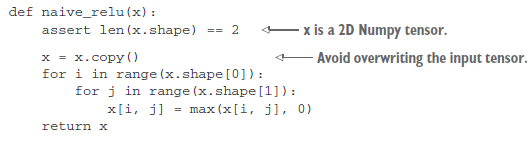 def naive_relu(x):
    assert len(x.shape) == 2 x is a 2D Numpy tensor.
    x = x.copy() Avoid overwriting the input tensor.
    for i in range(x.shape[0]):
        for j in range(x.shape[1]):
            x[i, j] = max(x[i, j], 0)
    return x